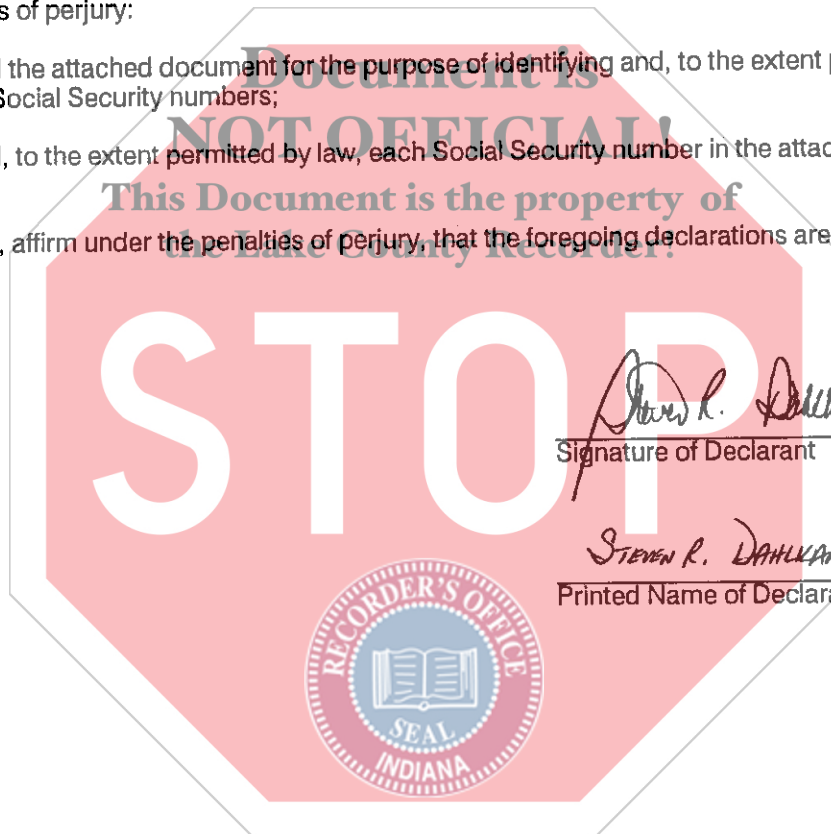 s of perjury:
the attached document for the purpose of identifying and, to the extent
Social Security numbers;
, to the extent permitted by law, each Social Security number in the attac
, affirm under the penalties of perjury, that the foregoing declarations are
Document is
NOT OFFICIAL!
This Document is the property of
the Lake County Recorder!
STOP
Steven R.
Signature of Declarant
STEVEN R.
Printed Name of Declara
RECORDER'S OFFICE
SEAL
INDIANA